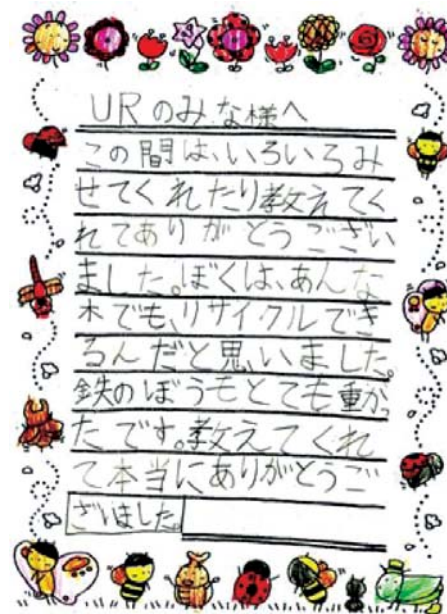 URのみな様へ
この間は、いろいろみ
せてくれたり教えてく
れてありがとうござい
ました。ぼくは、あんな
木でも、リサイクルでき
るんだと思いました。
鉄のぼうもとても重かっ
たです。教えてくれ
て本当にありがとうご
ざいました。